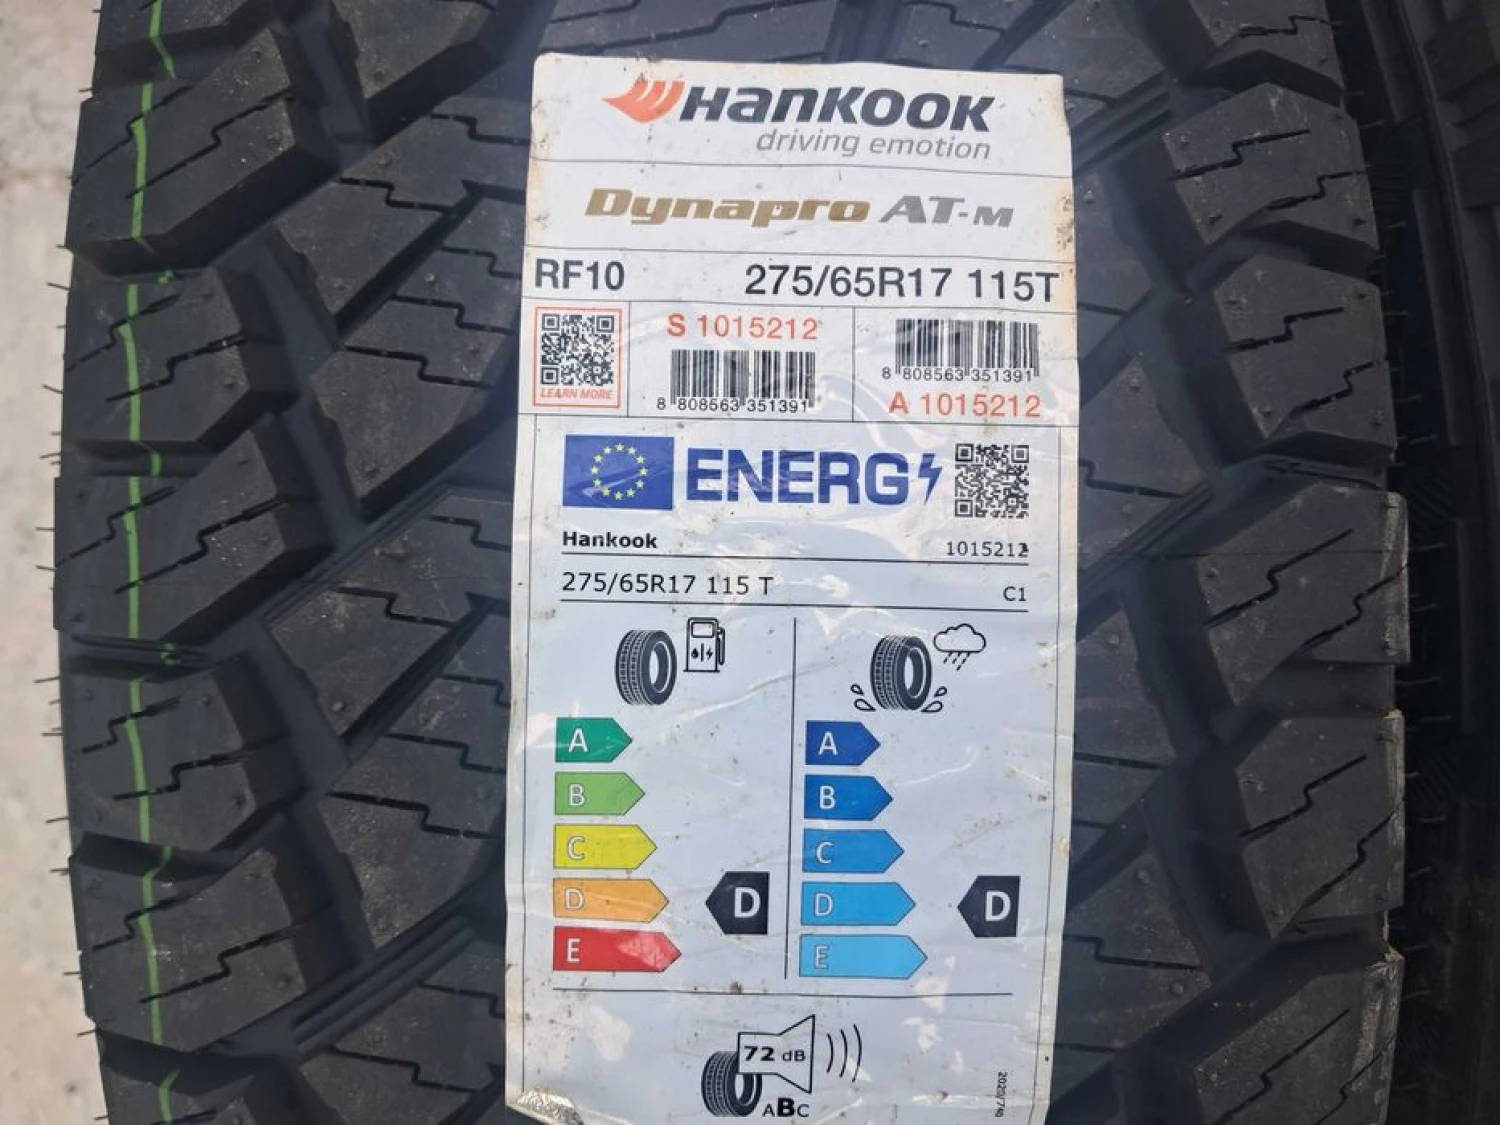 HANKOOK
driving emotion
Dynapro AT-M
RF10 275/65R17 115T
LEARN MORE
S 1015212
8 808563 351391
8 808563 351391
A 1015212
ENERG
Hankook 1015212
275/65R17 115 T C1
A
B
C
D
E
D
A
B
C
D
E
D
72 dB
ABC
2020/740